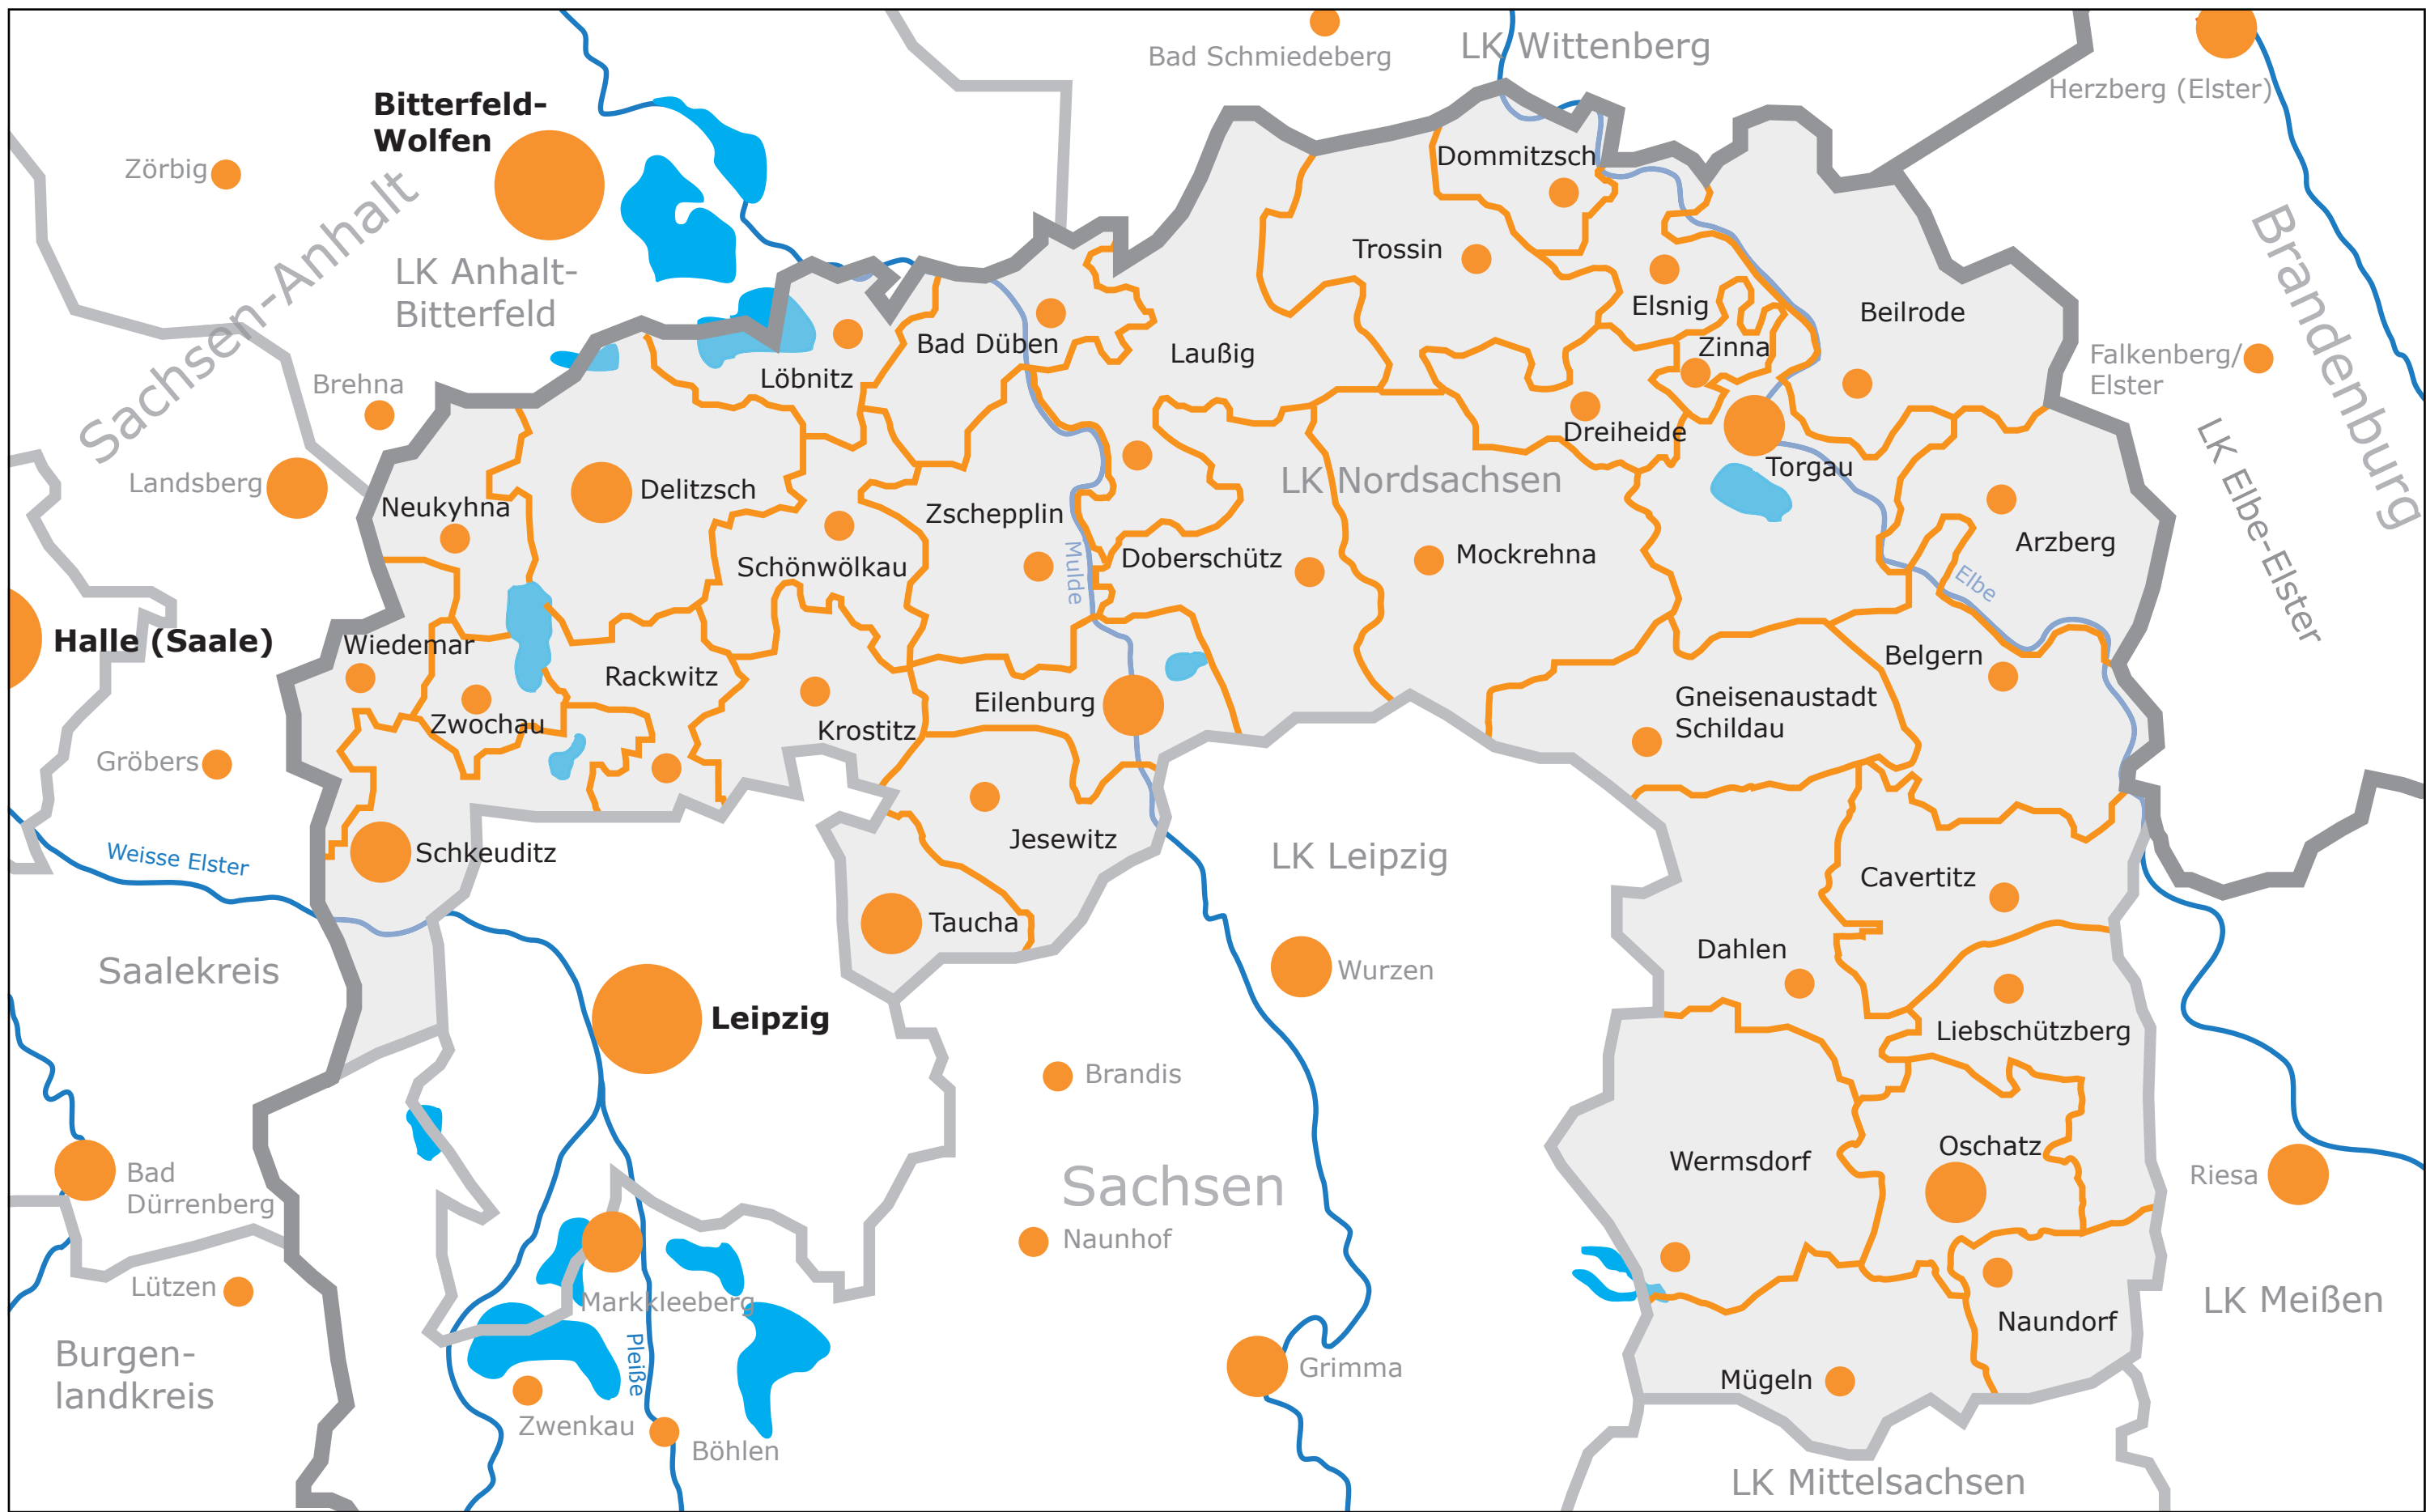 Bad Schmiedeberg
LK Wittenberg
Herzberg (Elster)
Bitterfeld-
Wolfen
Zörbig
Sachsen-Anhalt
LK Anhalt-
Bitterfeld
Dommitzsch
Trossin
Elsnig
Beilrode
Brandenburg
Zinna
Bad Düben
Laußig
Falkenberg/
Elster
Löbnitz
Brehna
Dreiheide
LK Elbe-Elster
Torgau
Landsberg
LK Nordsachsen
Delitzsch
Neukyhna
Zschepplin
Arzberg
Schönwölkau
Mulde
Doberschütz
Mockrehna
Elbe
Halle (Saale)
Wiedemar
Belgern
Rackwitz
Eilenburg
Gneisenaustadt
Schildau
Zwochau
Krostitz
Gröbers
Jesewitz
Schkeuditz
Weisse Elster
LK Leipzig
Cavertitz
Taucha
Dahlen
Saalekreis
Wurzen
Leipzig
Liebschützberg
Brandis
Oschatz
Wermsdorf
Bad
Dürrenberg
Sachsen
Riesa
Naunhof
Lützen
Markkleeberg
LK Meißen
Naundorf
Burgen-
landkreis
Pleiße
Grimma
Mügeln
Zwenkau
Böhlen
LK Mittelsachsen